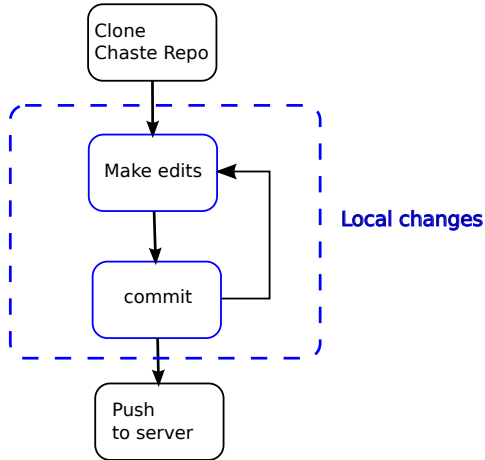 Clone
Chaste Repo
Make edits
Local changes
commit
Push
to server